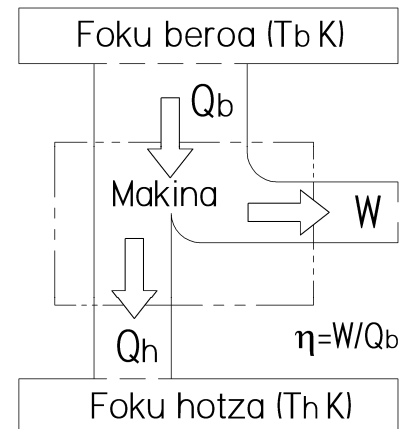 Foku beroa (Tb K)
Qb
Makina
W
Qh
η=W/Qb
Foku hotza (Th K)